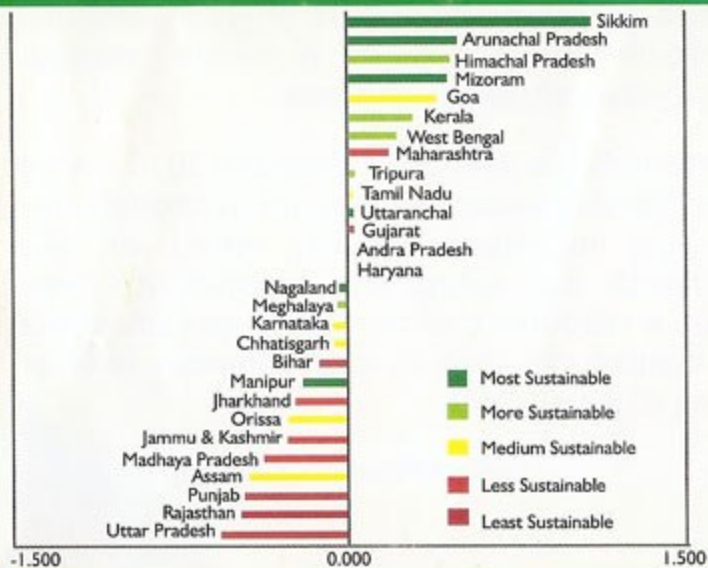 Sikkim
Arunachal Pradesh
Himachal Pradesh
Mizoram
Goa
Kerala
West Bengal
Maharashtra
Tripura
Tamil Nadu
Uttaranchal
Gujarat
Andra Pradesh
Haryana
Nagaland
Meghalaya
Karnataka
Chhatisgarh
Bihar
Manipur
Jharkhand
Orissa
Jammu & Kashmir
Madhaya Pradesh
Assam
Punjab
Rajasthan
Uttar Pradesh
Most Sustainable
More Sustainable
Medium Sustainable
Less Sustainable
Least Sustainable
-1.500 0.000 1.500